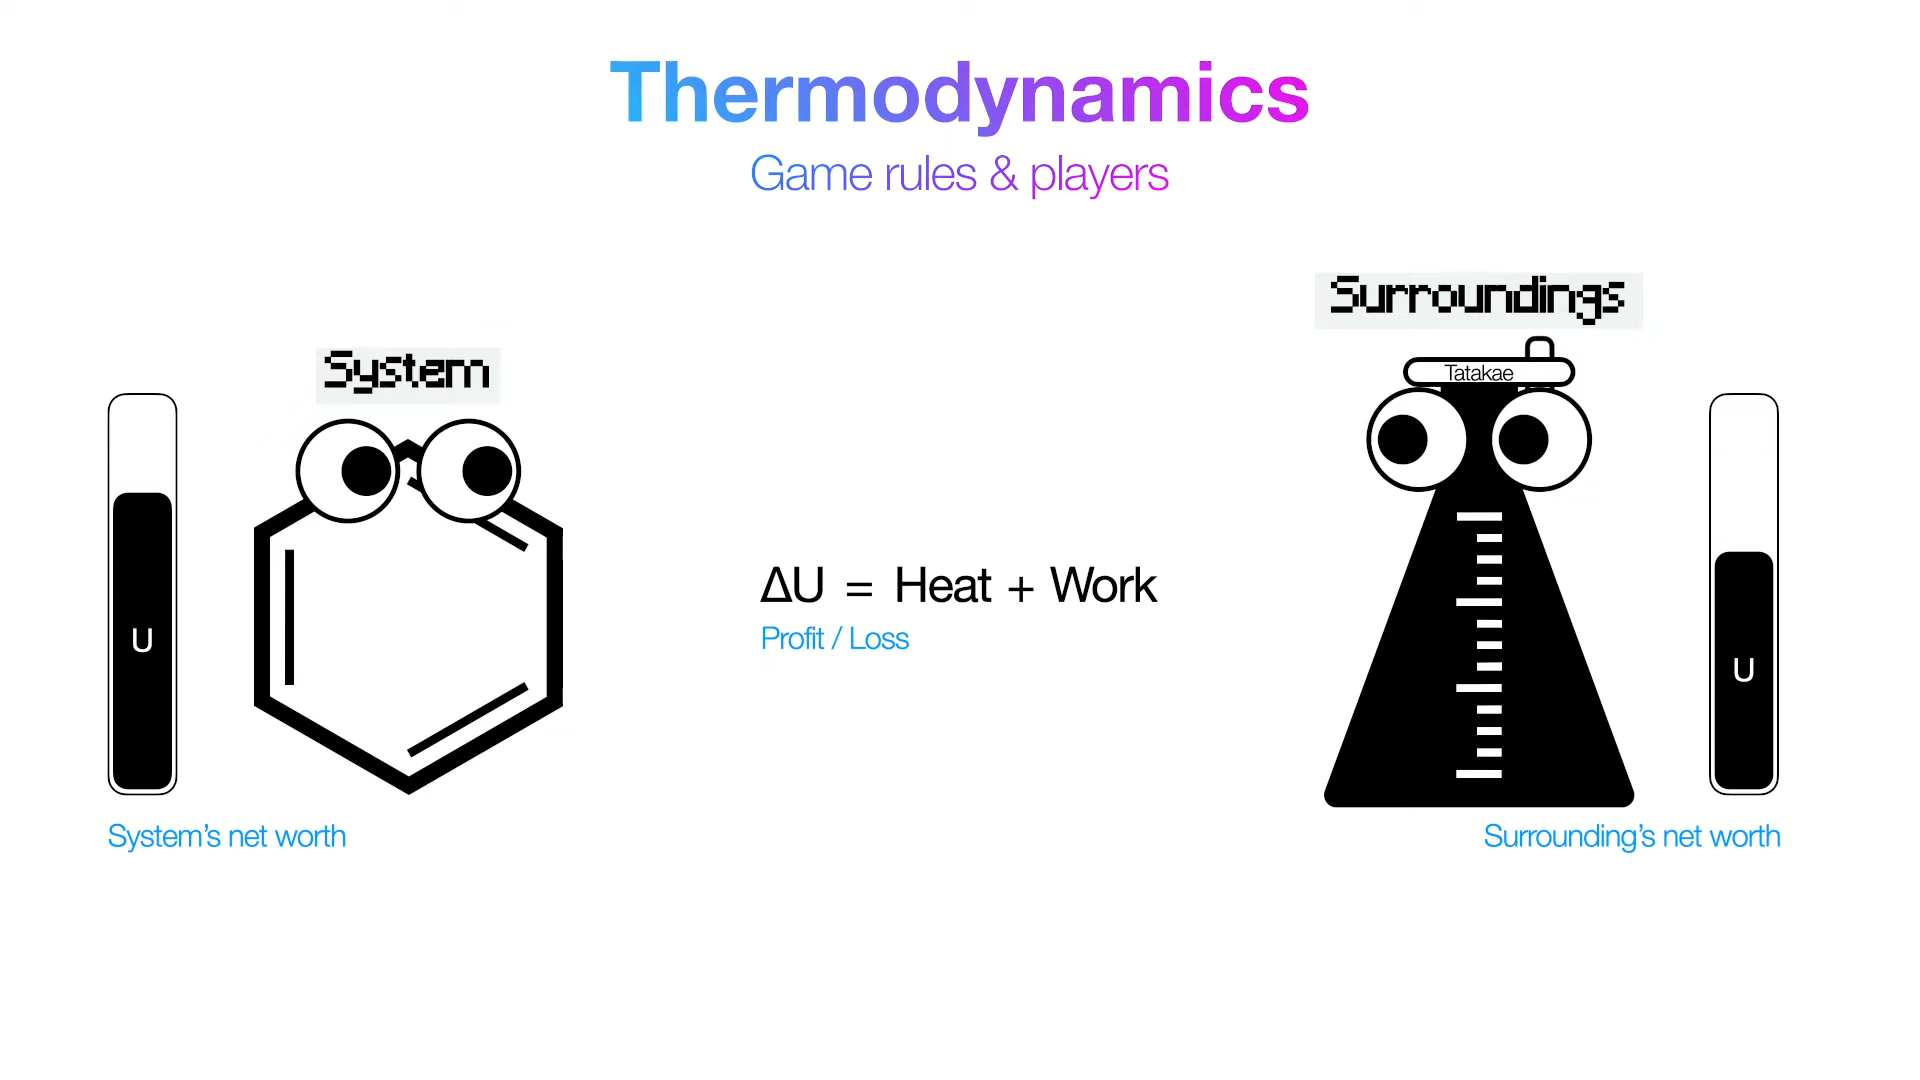 Thermodynamics
Game rules & players
System
Surroundings
Tatakae
U
ΔU = Heat + Work
Profit / Loss
U
System's net worth
Surrounding's net worth